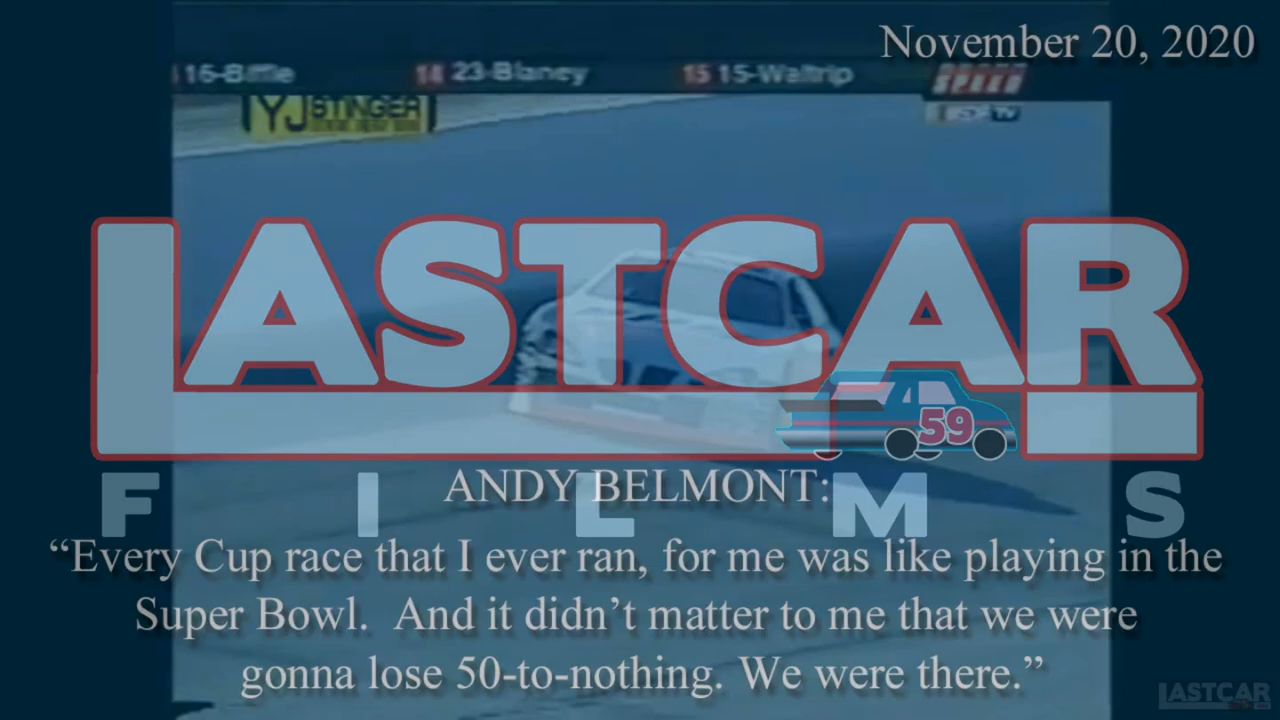 November 20, 2020
16-Biffle 14 23-Blaney 15 15-Waltrip SPEED
YJ STINGER
LASTCAR
59
FILMS
ANDY BELMONT:
“Every Cup race that I ever ran, for me was like playing in the
Super Bowl.  And it didn’t matter to me that we were
gonna lose 50-to-nothing. We were there.”
LASTCAR